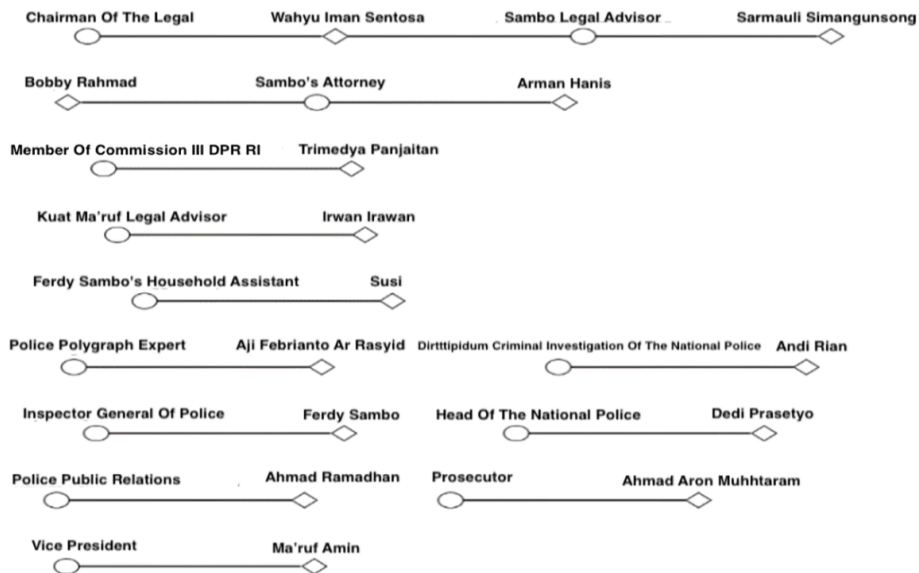 Chairman Of The Legal Wahyu Iman Sentosa Sambo Legal Advisor Sarmauli Simangunsong
Bobby Rahmad Sambo's Attorney Arman Hanis
Member Of Commission III DPR RI Trimedya Panjaitan
Kuat Ma'ruf Legal Advisor Irwan Irawan
Ferdy Sambo's Household Assistant Susi
Police Polygraph Expert Aji Febrianto Ar Rasyid Dirtttipidum Criminal Investigation Of The National Police Andi Rian
Inspector General Of Police Ferdy Sambo Head Of The National Police Dedi Prasetyo
Police Public Relations Ahmad Ramadhan Prosecutor Ahmad Aron Muhhtaram
Vice President Ma'ruf Amin